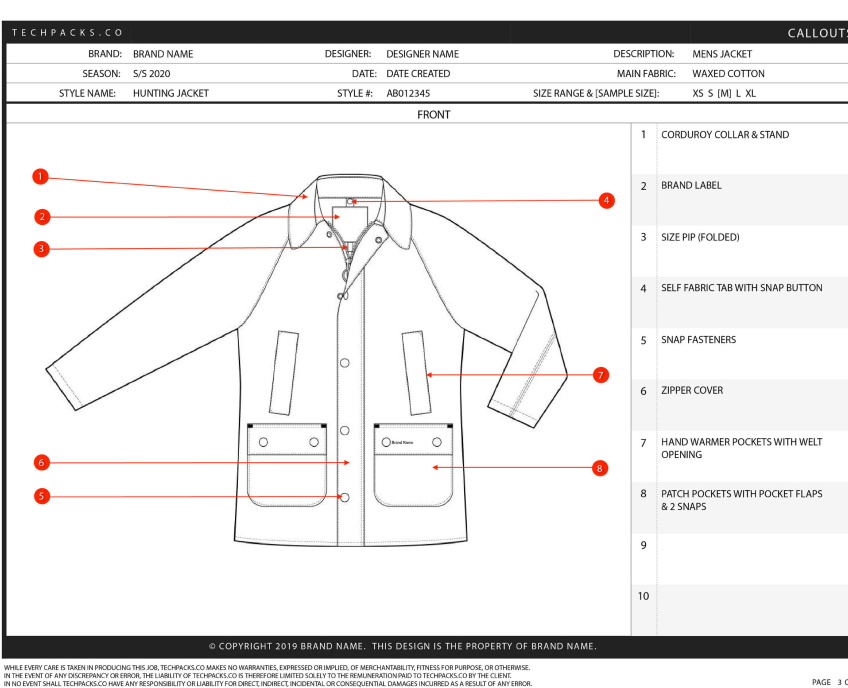 TECHPACKS.CO CALLOUTS
BRAND: BRAND NAME DESIGNER: DESIGNER NAME DESCRIPTION: MENS JACKET
SEASON: S/S 2020 DATE: DATE CREATED MAIN FABRIC: WAXED COTTON
STYLE NAME: HUNTING JACKET STYLE #: AB012345 SIZE RANGE & [SAMPLE SIZE]: XS S [M] L XL
FRONT
1 CORDUROY COLLAR & STAND
2 BRAND LABEL
3 SIZE PIP (FOLDED)
4 SELF FABRIC TAB WITH SNAP BUTTON
5 SNAP FASTENERS
6 ZIPPER COVER
7 HAND WARMER POCKETS WITH WELT
OPENING
8 PATCH POCKETS WITH POCKET FLAPS
& 2 SNAPS
9
10
1
2
3
4
7
Brand Name
6
8
5
© COPYRIGHT 2019 BRAND NAME. THIS DESIGN IS THE PROPERTY OF BRAND NAME.
WHILE EVERY CARE IS TAKEN IN PRODUCING THIS JOB, TECHPACKS.CO MAKES NO WARRANTIES, EXPRESSED OR IMPLIED, OF MERCHANTABILITY, FITNESS FOR PURPOSE, OR OTHERWISE.
IN THE EVENT OF ANY DISCREPANCY OR ERROR, THE LIABILITY OF TECHPACKS.CO IS THEREFORE LIMITED SOLELY TO THE REMUNERATION PAID TO TECHPACKS.CO BY THE CLIENT.
IN NO EVENT SHALL TECHPACKS.CO HAVE ANY RESPONSIBILITY OR LIABILITY FOR DIRECT, INDIRECT, INCIDENTAL OR CONSEQUENTIAL DAMAGES INCURRED AS A RESULT OF ANY ERROR.
PAGE 3